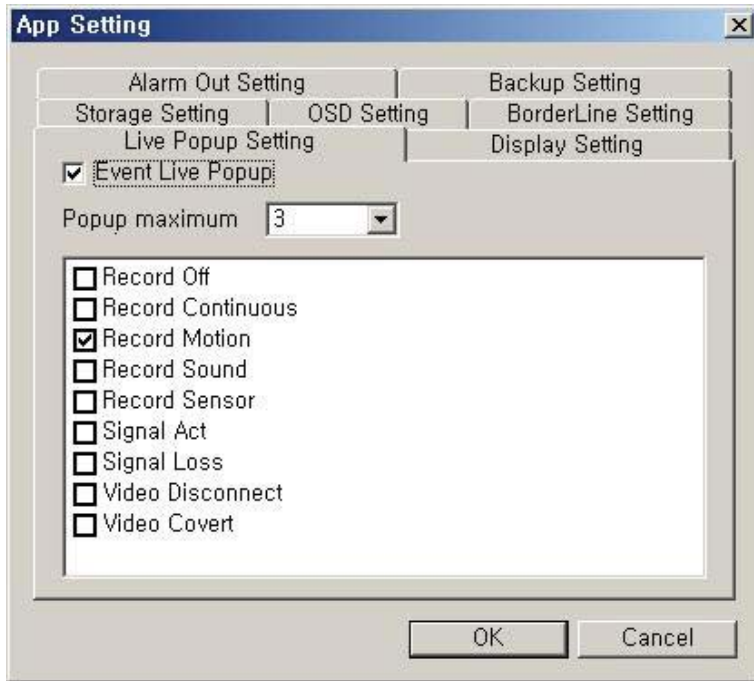 App Setting
Alarm Out Setting Backup Setting
Storage Setting OSD Setting BorderLine Setting
Live Popup Setting Display Setting
Event Live Popup
Popup maximum 3
Record Off
Record Continuous
Record Motion
Record Sound
Record Sensor
Signal Act
Signal Loss
Video Disconnect
Video Covert
OK Cancel